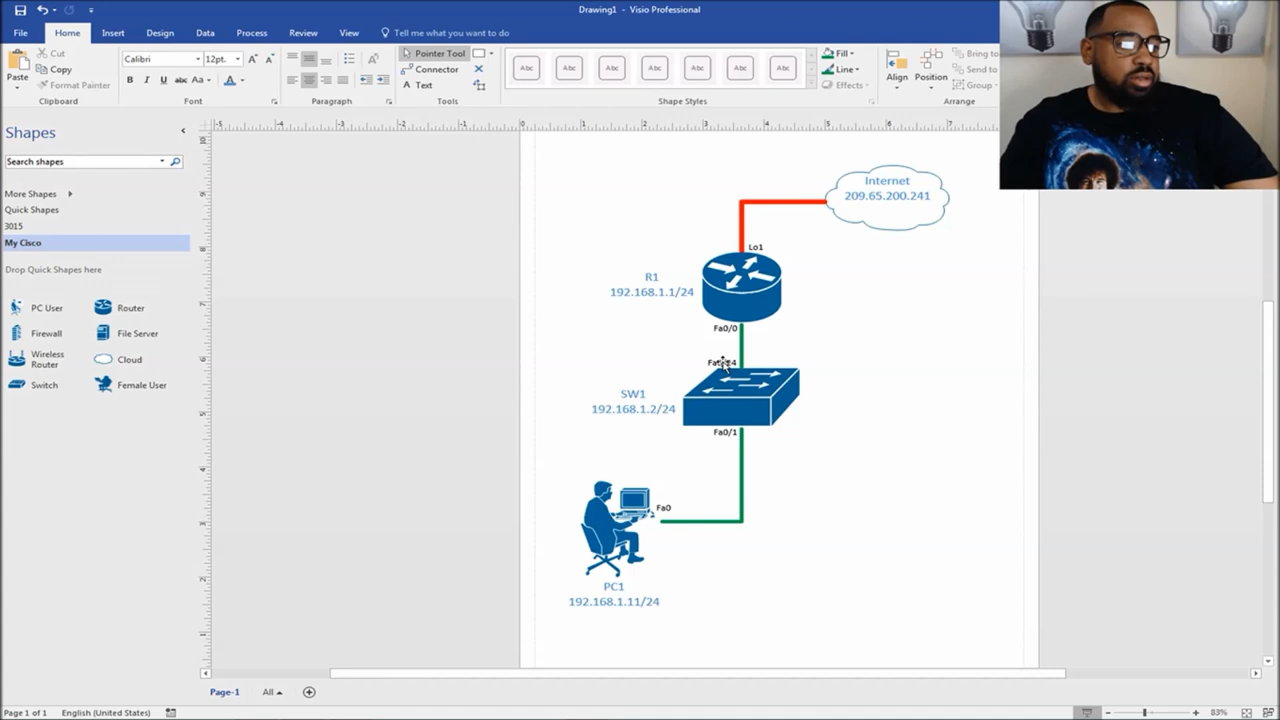 Drawing1 - Visio Professional
File Home Insert Design Data Process Review View Tell me what you want to do
Paste
Cut
Copy
Format Painter
Clipboard
Calibri 12pt.
B I U abc Aa A
Font
Paragraph
Pointer Tool
Connector
A Text
Tools
Abc Abc Abc Abc Abc Abc Abc
Shape Styles
Fill
Line
Effects
Align
Position
Bring to
Send to
Group
Arrange
Shapes
Search shapes
More Shapes
Quick Shapes
3015
My Cisco
Drop Quick Shapes here
PC User
Router
Firewall
File Server
Wireless
Router
Cloud
Switch
Female User
Internet
209.65.200.241
Lo1
R1
192.168.1.1/24
Fa0/0
SW1
192.168.1.2/24
Fa0/1
Fa0
PC1
192.168.1.11/24
Page-1 All
Page 1 of 1 English (United States) 83%